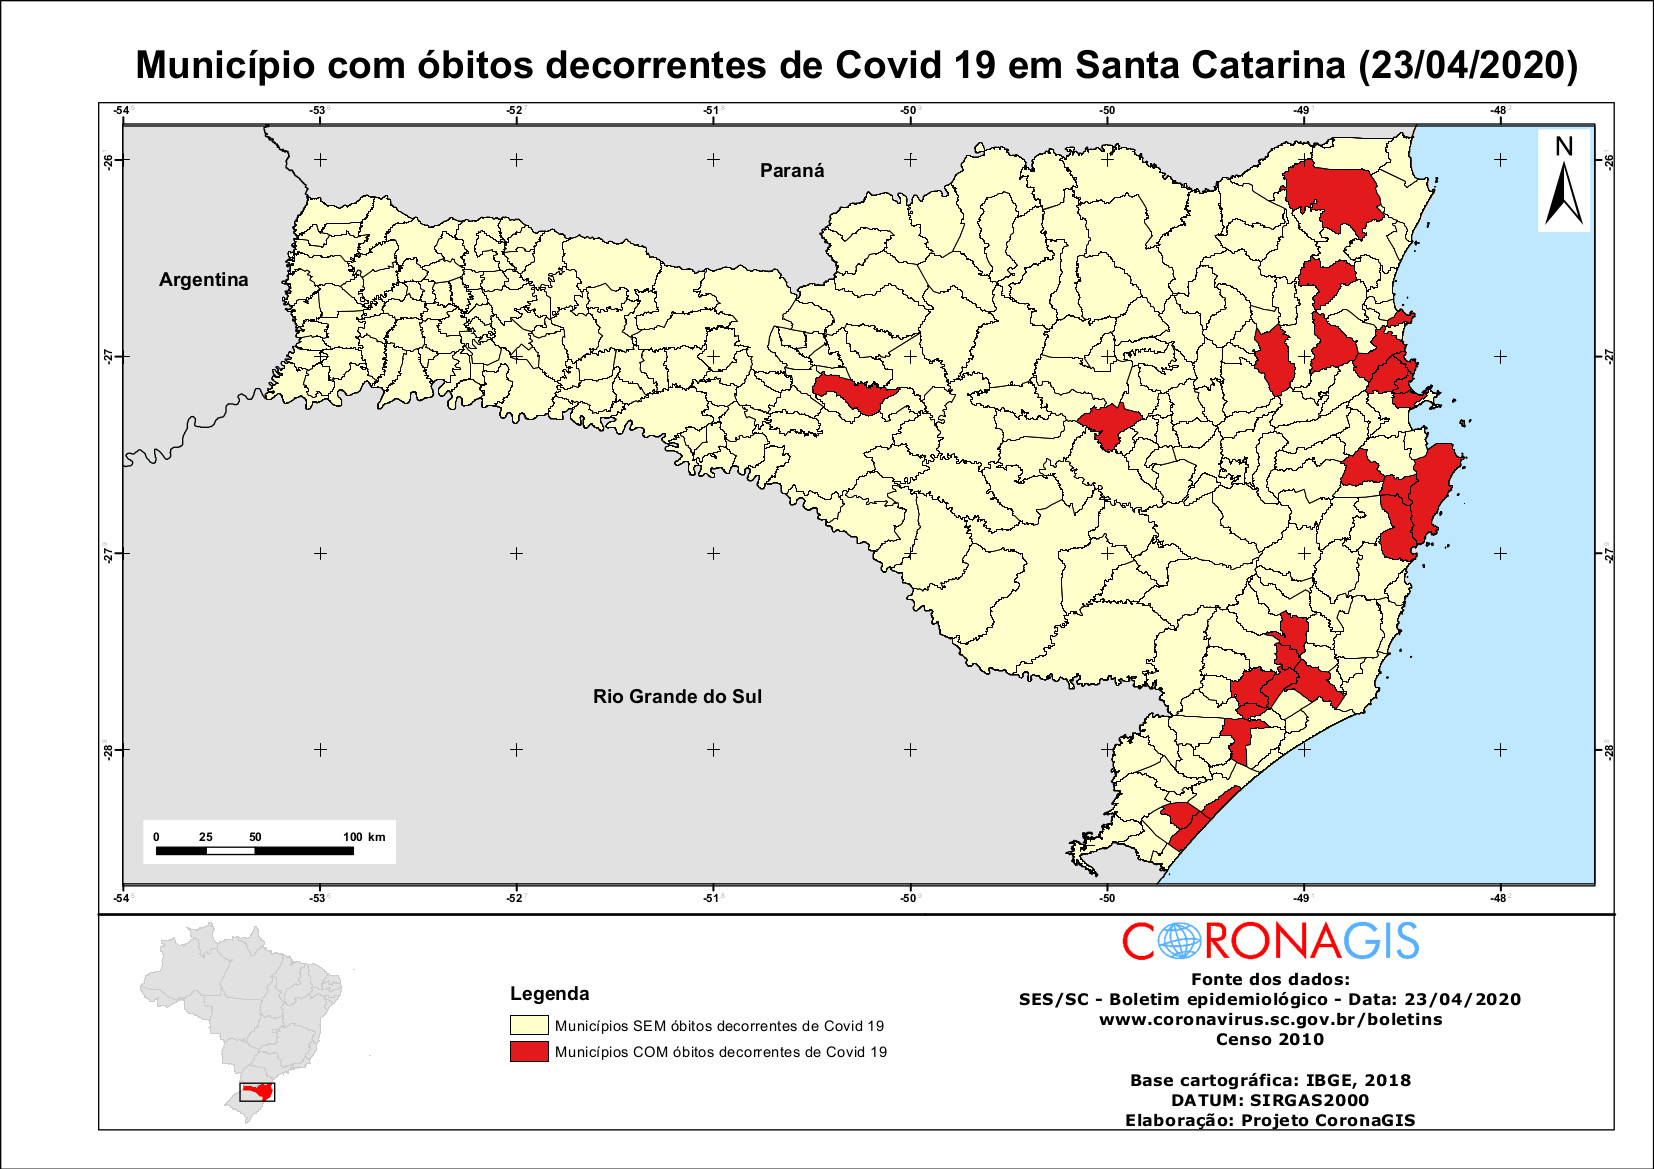 Município com óbitos decorrentes de Covid 19 em Santa Catarina (23/04/2020)
-54 -53 -52 -51 -50 -50 -49 -48
-26 -26
-27 -27
-27 -27
-28 -28
Paraná
Argentina
Rio Grande do Sul
N
0 25 50 100 km
-54 -53 -52 -51 -50 -50 -49 -48
CORONAGIS
Fonte dos dados:
SES/SC - Boletim epidemiológico - Data: 23/04/2020
www.coronavirus.sc.gov.br/boletins
Censo 2010
Base cartográfica: IBGE, 2018
DATUM: SIRGAS2000
Elaboração: Projeto CoronaGIS
Legenda
Municípios SEM óbitos decorrentes de Covid 19
Municípios COM óbitos decorrentes de Covid 19